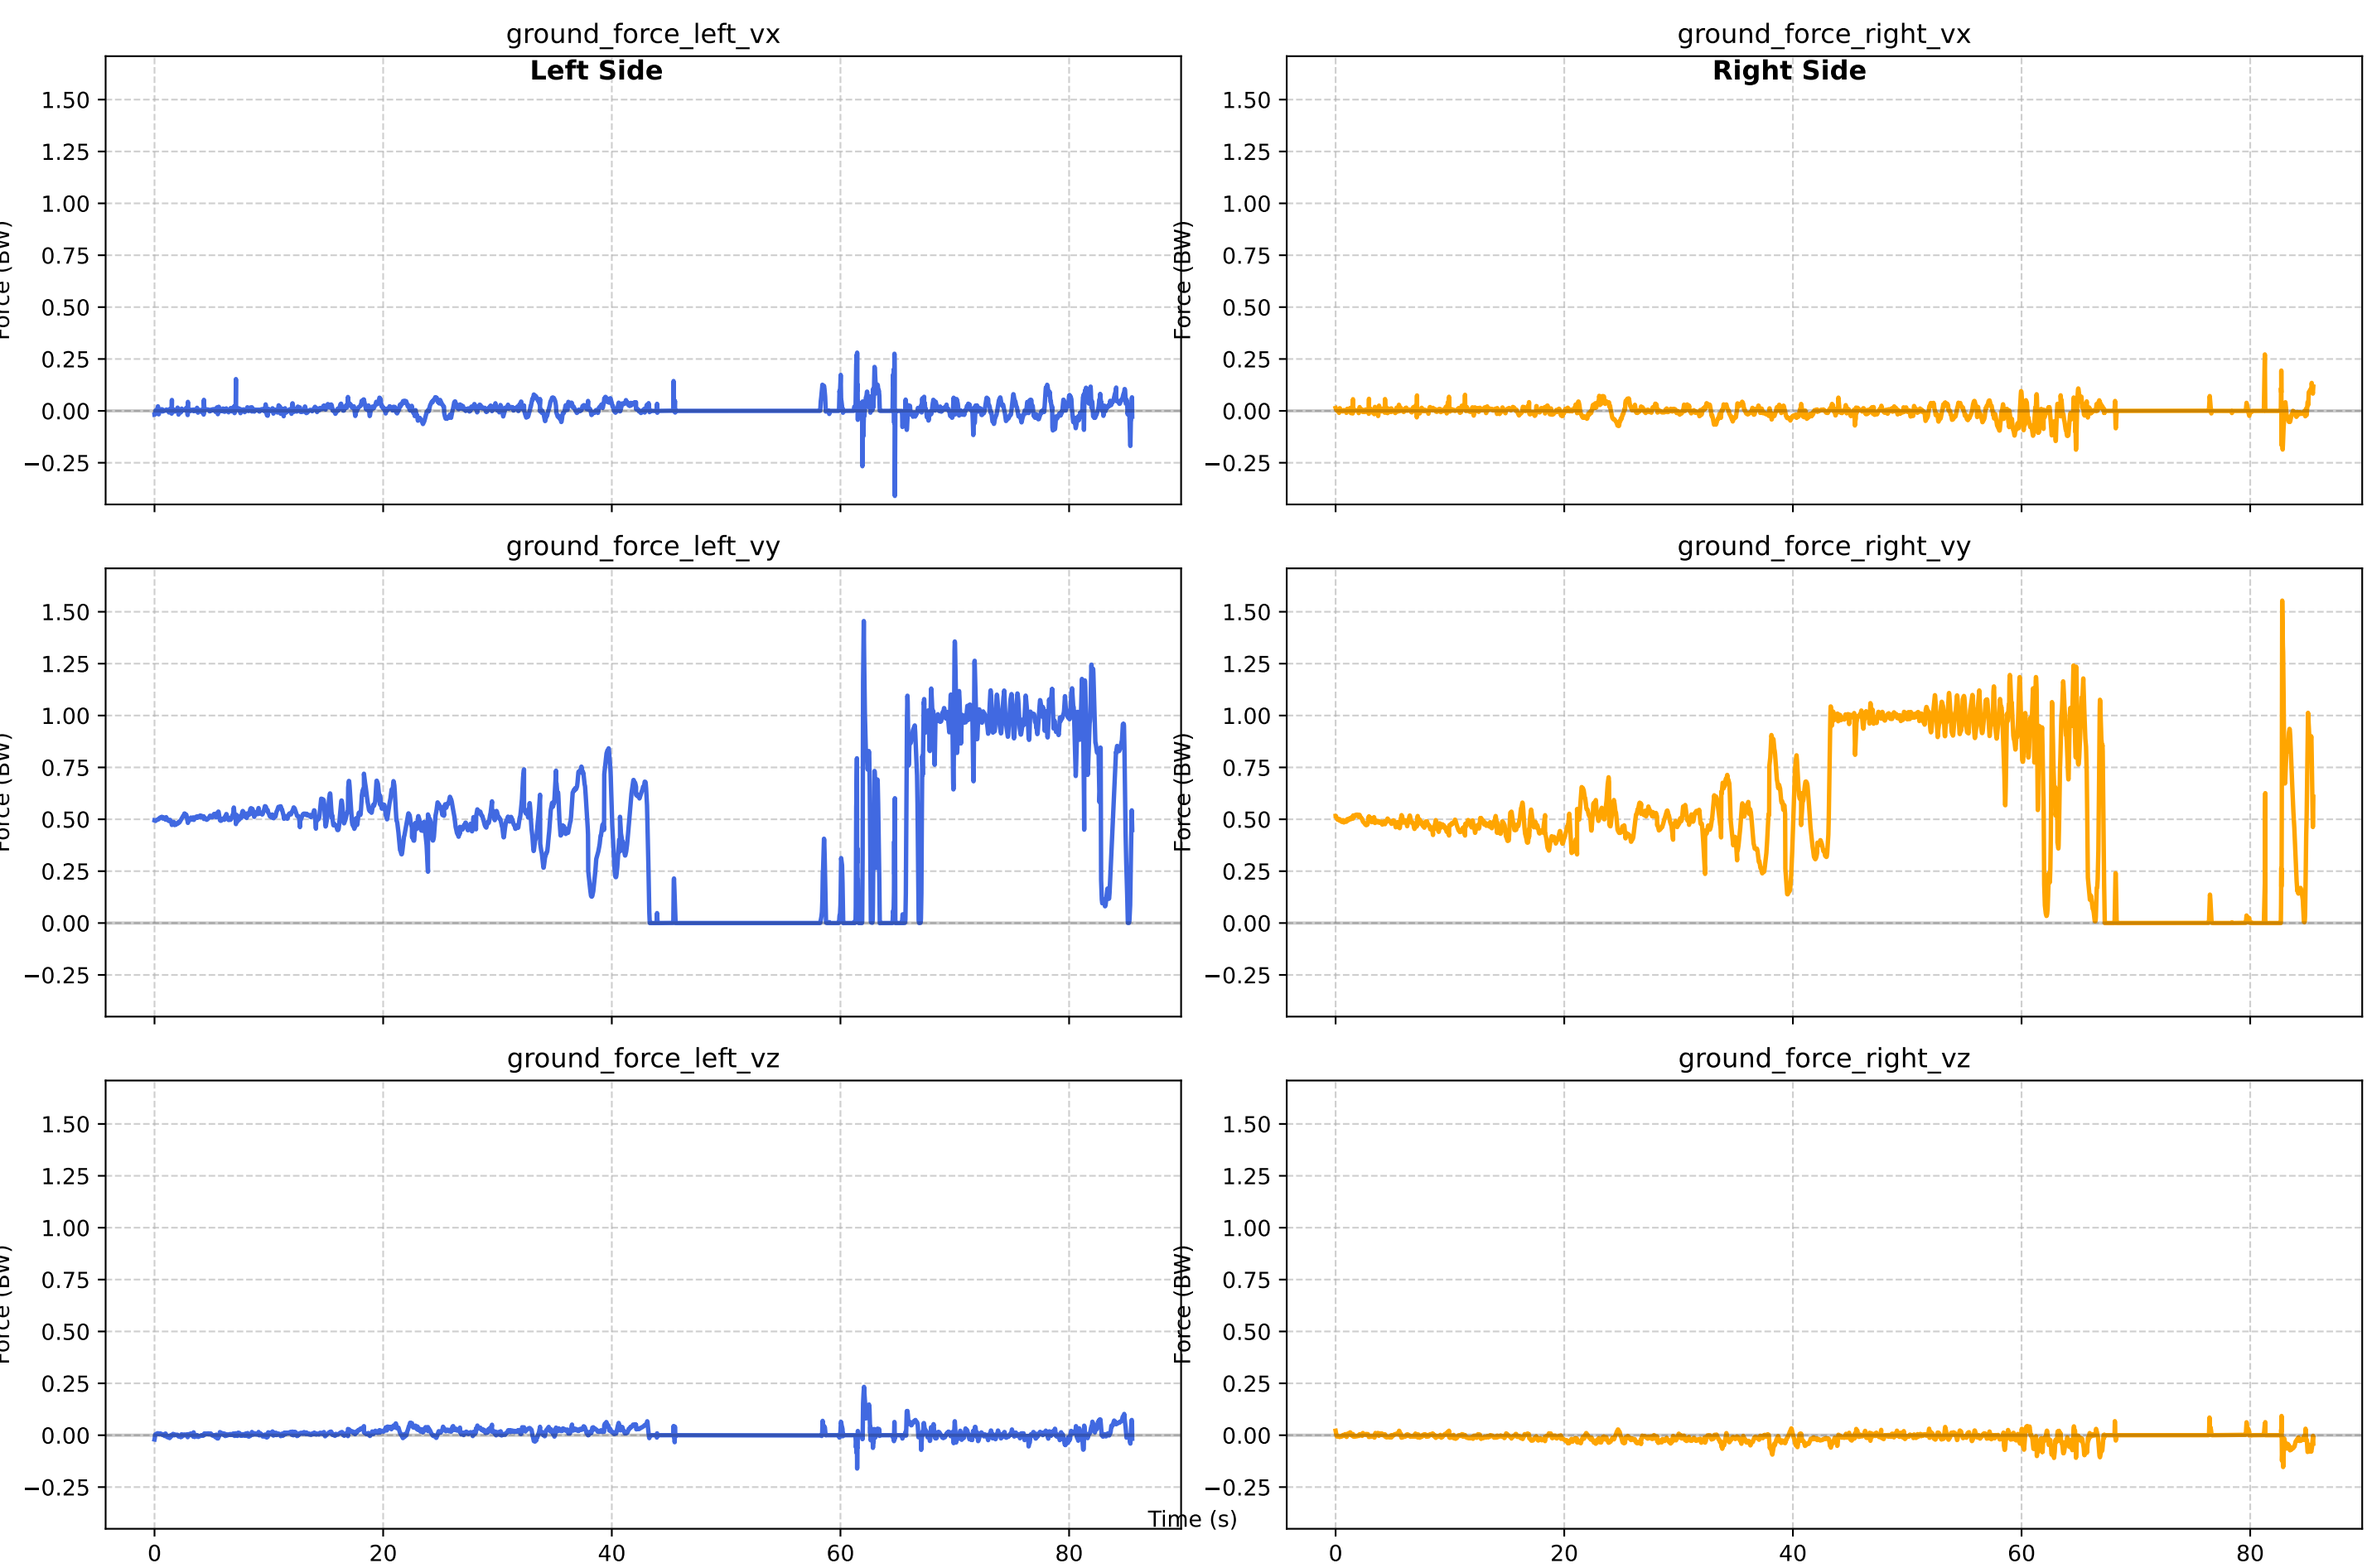 ground_force_left_vx
Left Side
Force (BW)
1.50
1.25
1.00
0.75
0.50
0.25
0.00
−0.25
ground_force_right_vx
Right Side
Force (BW)
1.50
1.25
1.00
0.75
0.50
0.25
0.00
−0.25
ground_force_left_vy
Force (BW)
1.50
1.25
1.00
0.75
0.50
0.25
0.00
−0.25
ground_force_right_vy
Force (BW)
1.50
1.25
1.00
0.75
0.50
0.25
0.00
−0.25
ground_force_left_vz
Force (BW)
1.50
1.25
1.00
0.75
0.50
0.25
0.00
−0.25
0 20 40 60 80
ground_force_right_vz
Force (BW)
1.50
1.25
1.00
0.75
0.50
0.25
0.00
−0.25
0 20 40 60 80
Time (s)